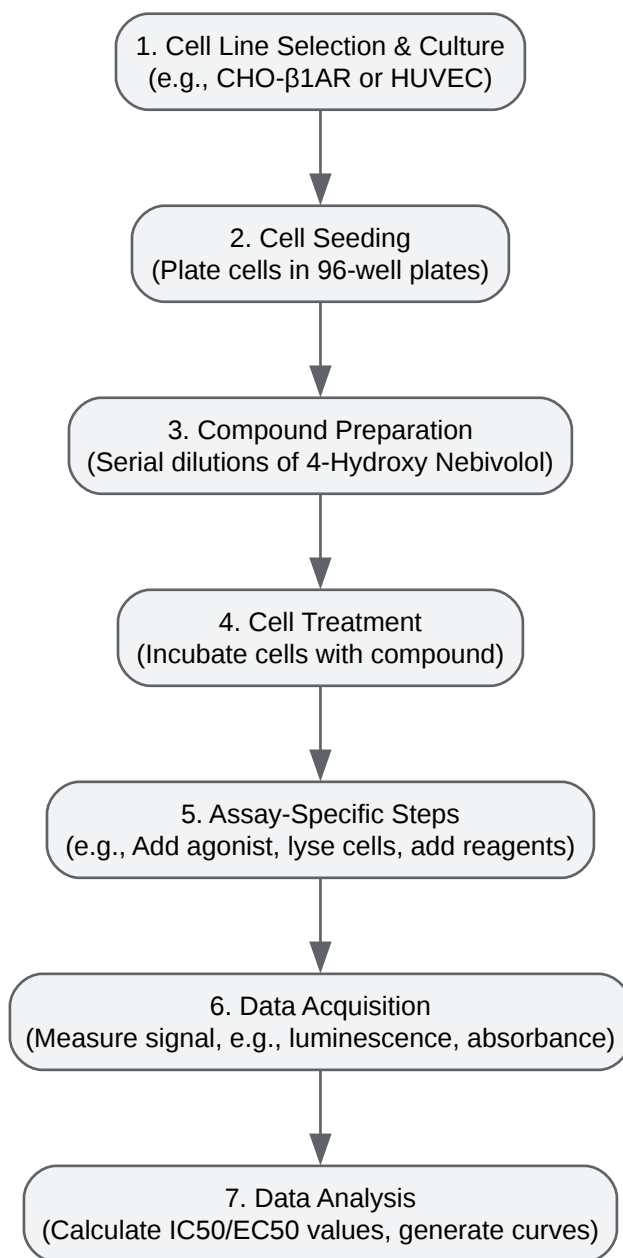 1. Cell Line Selection & Culture
(e.g., CHO-β1AR or HUVEC)
2. Cell Seeding
(Plate cells in 96-well plates)
3. Compound Preparation
(Serial dilutions of 4-Hydroxy Nebivolol)
4. Cell Treatment
(Incubate cells with compound)
5. Assay-Specific Steps
(e.g., Add agonist, lyse cells, add reagents)
6. Data Acquisition
(Measure signal, e.g., luminescence, absorbance)
7. Data Analysis
(Calculate IC50/EC50 values, generate curves)